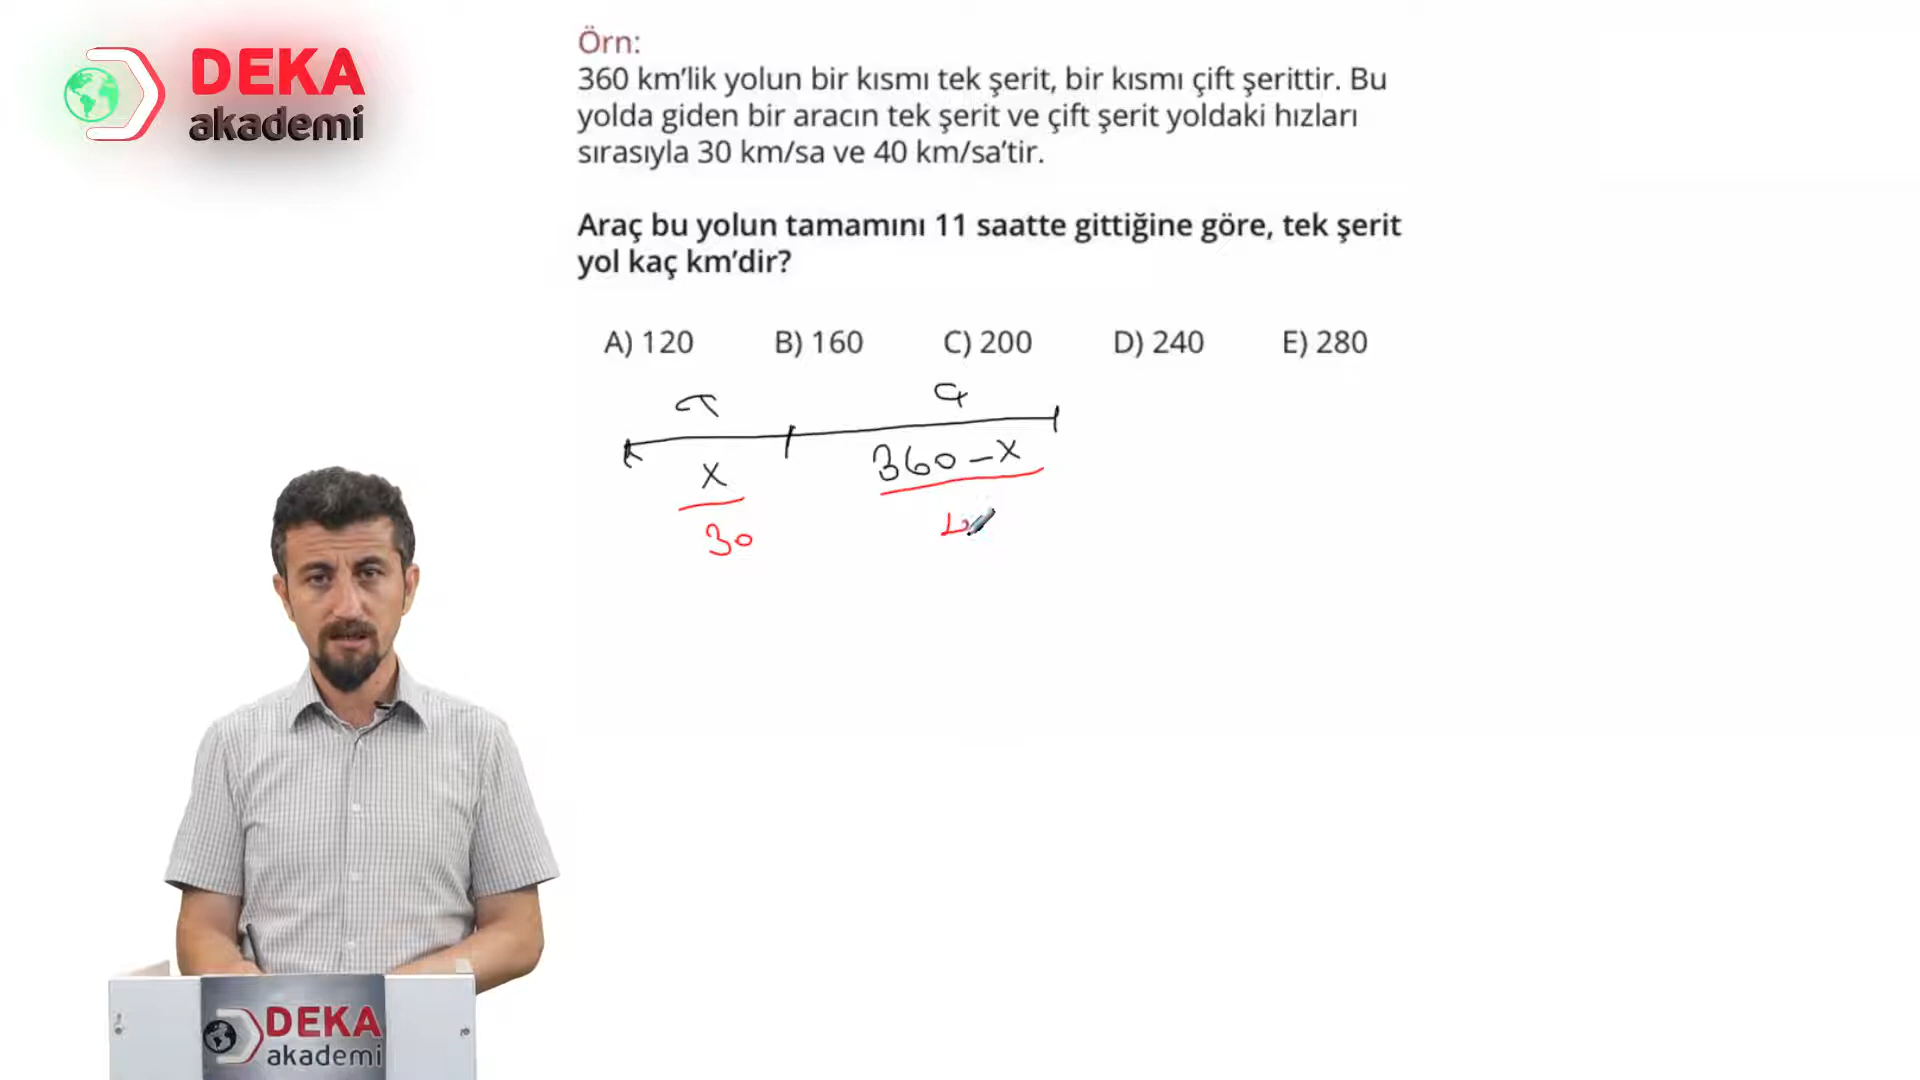 DEKA
akademi
Örn:
360 km’lik yolun bir kısmı tek şerit, bir kısmı çift şerittir. Bu
yolda giden bir aracın tek şerit ve çift şerit yoldaki hızları
sırasıyla 30 km/sa ve 40 km/sa’tir.
Araç bu yolun tamamını 11 saatte gittiğine göre, tek şerit
yol kaç km’dir?
A) 120 B) 160 C) 200 D) 240 E) 280
x 360-x
30
DEKA
akademi